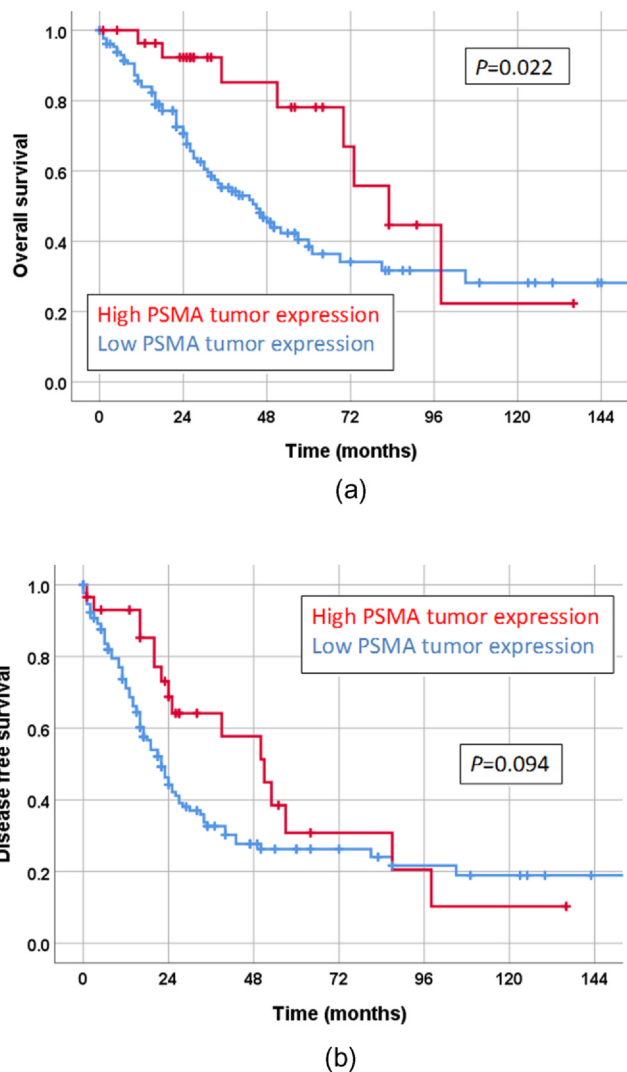 1.0
0.8
0.6
0.4
0.2
0.0
Overall survival
P=0.022
High PSMA tumor expression
Low PSMA tumor expression
0 24 48 72 96 120 144
Time (months)
(a)
1.0
0.8
0.6
0.4
0.2
0.0
Disease free survival
High PSMA tumor expression
Low PSMA tumor expression
P=0.094
0 24 48 72 96 120 144
Time (months)
(b)